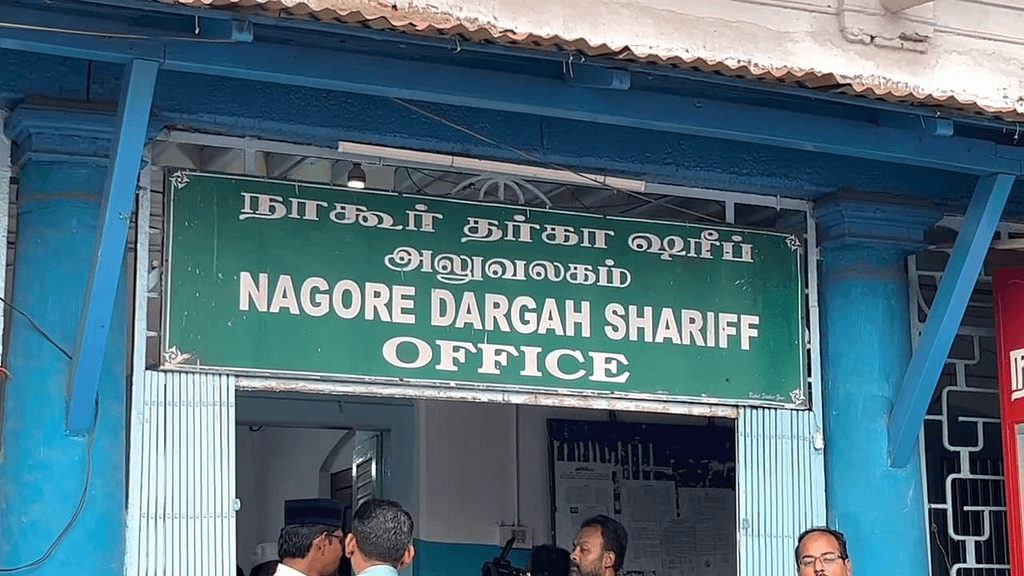 நாகூர் தர்கா ஷரீப்
அலுவலகம்
NAGORE DARGAH SHARIFF
OFFICE